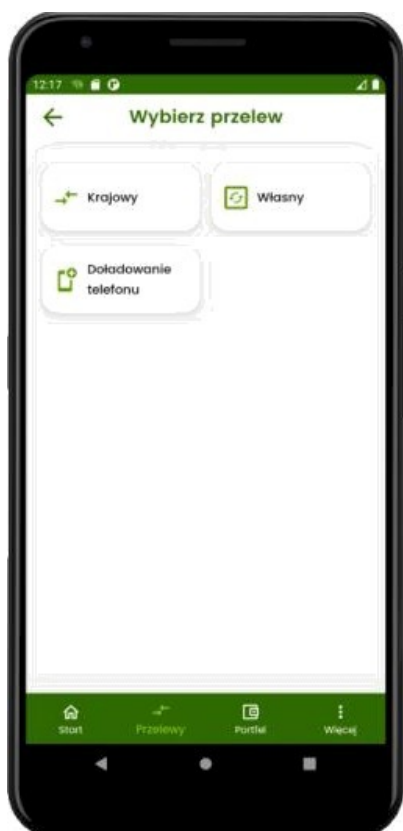 12:17
Wybierz przelew
Krajowy
Własny
Doładowanie
telefonu
Start
Przelewy
Portfel
Więcej